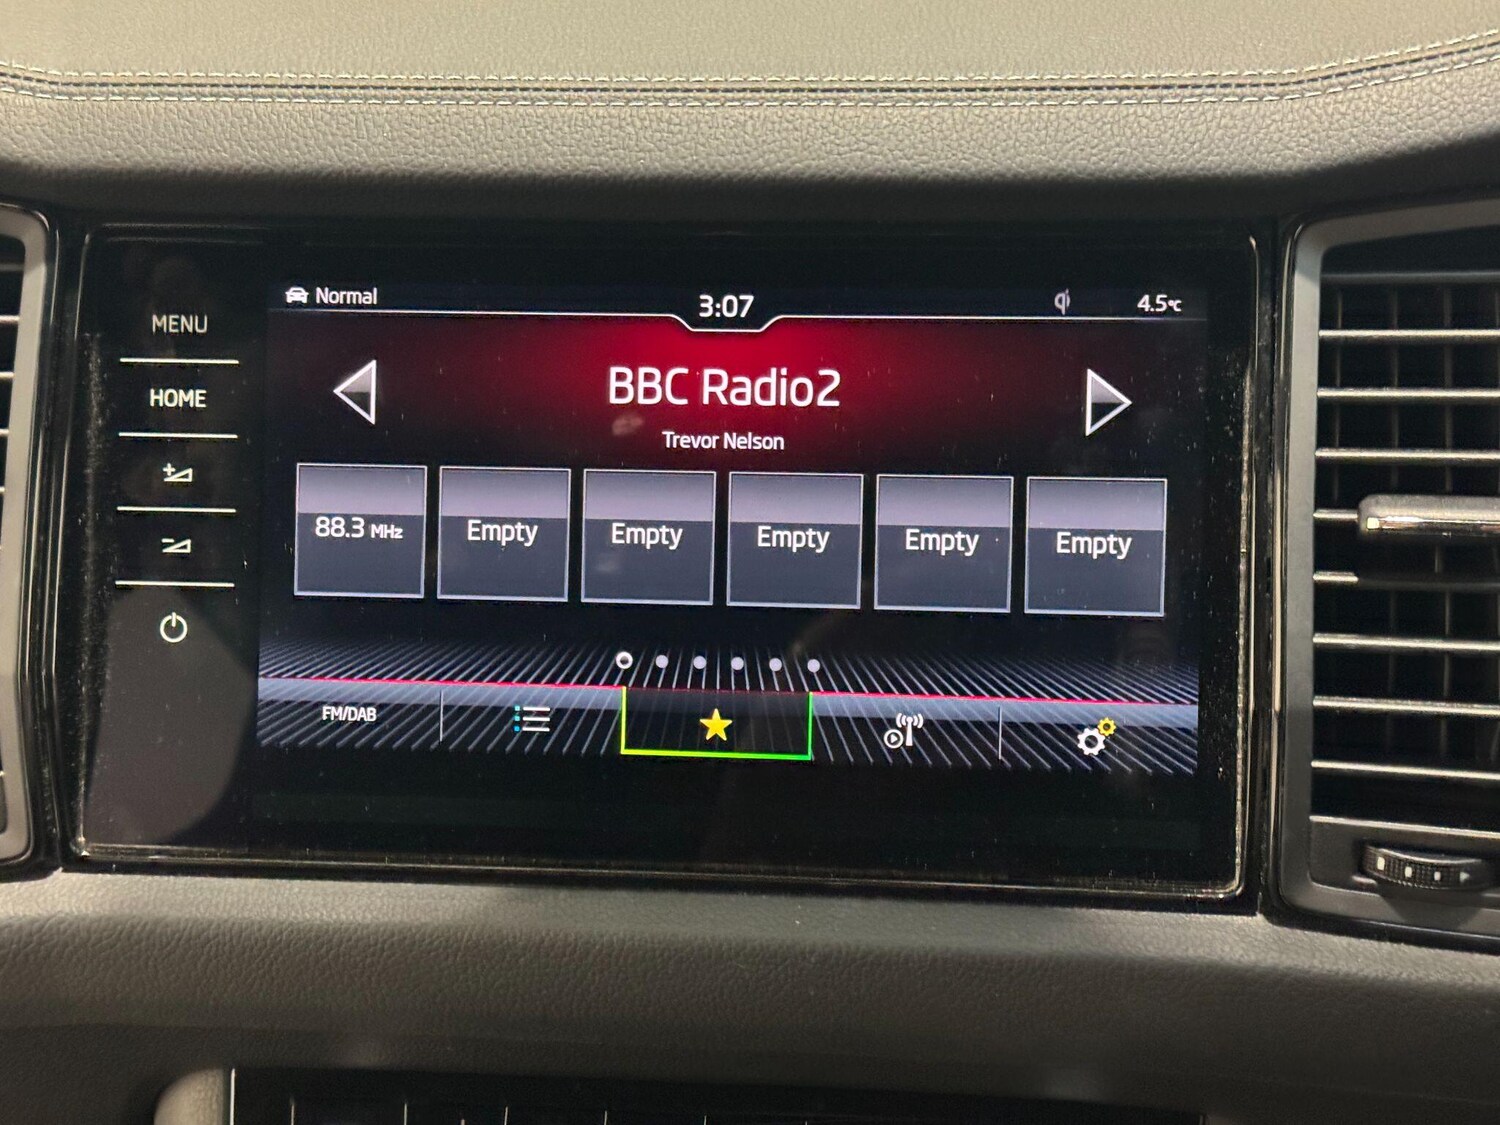 MENU
HOME
Normal
3:07
4.5°C
BBC Radio2
Trevor Nelson
88.3 MHz
Empty
Empty
Empty
Empty
Empty
FM/DAB